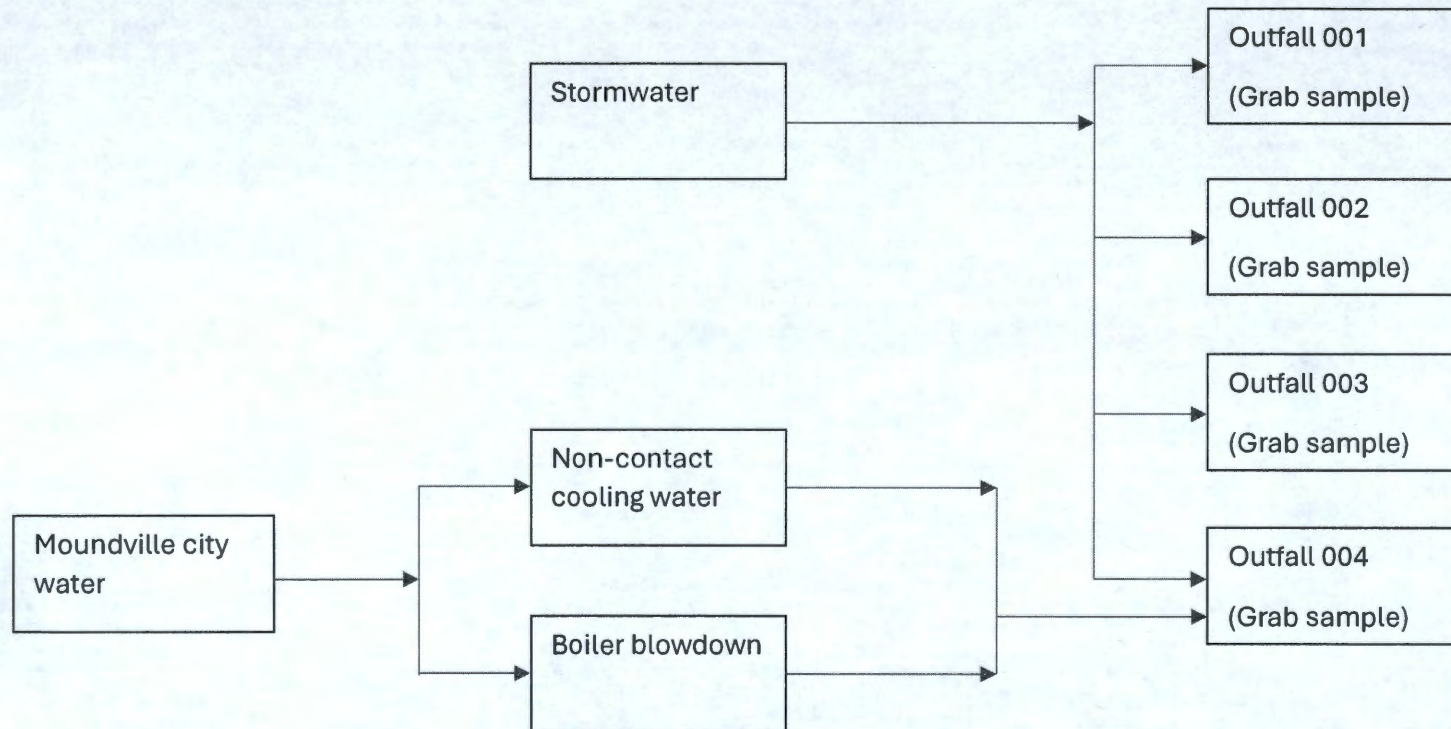 Outfall 001
(Grab sample)
Stormwater
Outfall 002
(Grab sample)
Outfall 003
(Grab sample)
Non-contact
cooling water
Moundville city
water
Outfall 004
(Grab sample)
Boiler blowdown